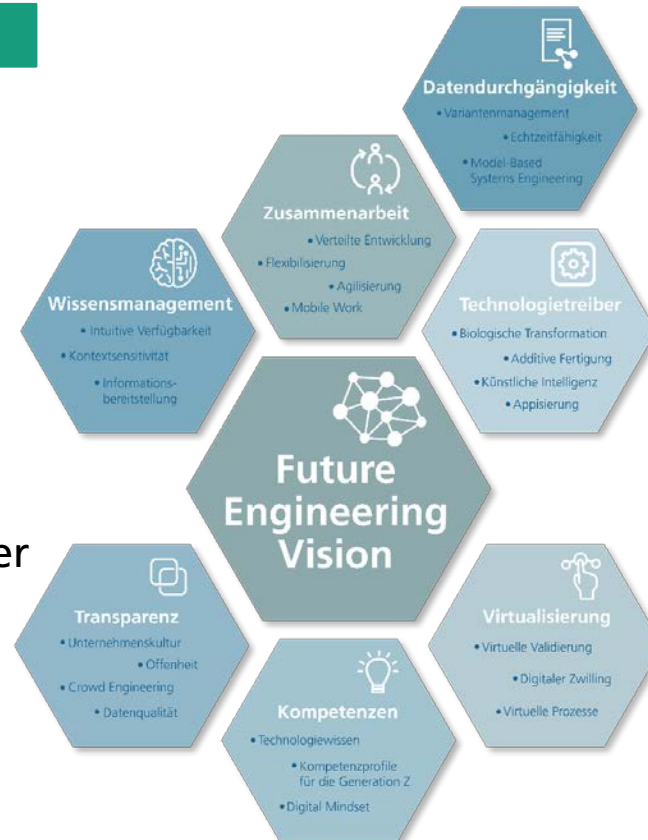 Datendurchgängigkeit
• Variantenmanagement
• Echtzeitfähigkeit
• Model-Based
Systems Engineering
Zusammenarbeit
• Verteilte Entwicklung
• Flexibilisierung
• Agilisierung
• Mobile Work
Wissensmanagement
• Intuitive Verfügbarkeit
• Kontextsensitivität
• Informations-
bereitstellung
Technologietreiber
• Biologische Transformation
• Additive Fertigung
• Künstliche Intelligenz
• Appisierung
Future
Engineering
Vision
er
Transparenz
• Unternehmenskultur
• Offenheit
• Crowd Engineering
• Datenqualität
Virtualisierung
• Virtuelle Validierung
• Digitaler Zwilling
• Virtuelle Prozesse
Kompetenzen
• Technologiewissen
• Kompetenzprofile
für die Generation Z
• Digital Mindset